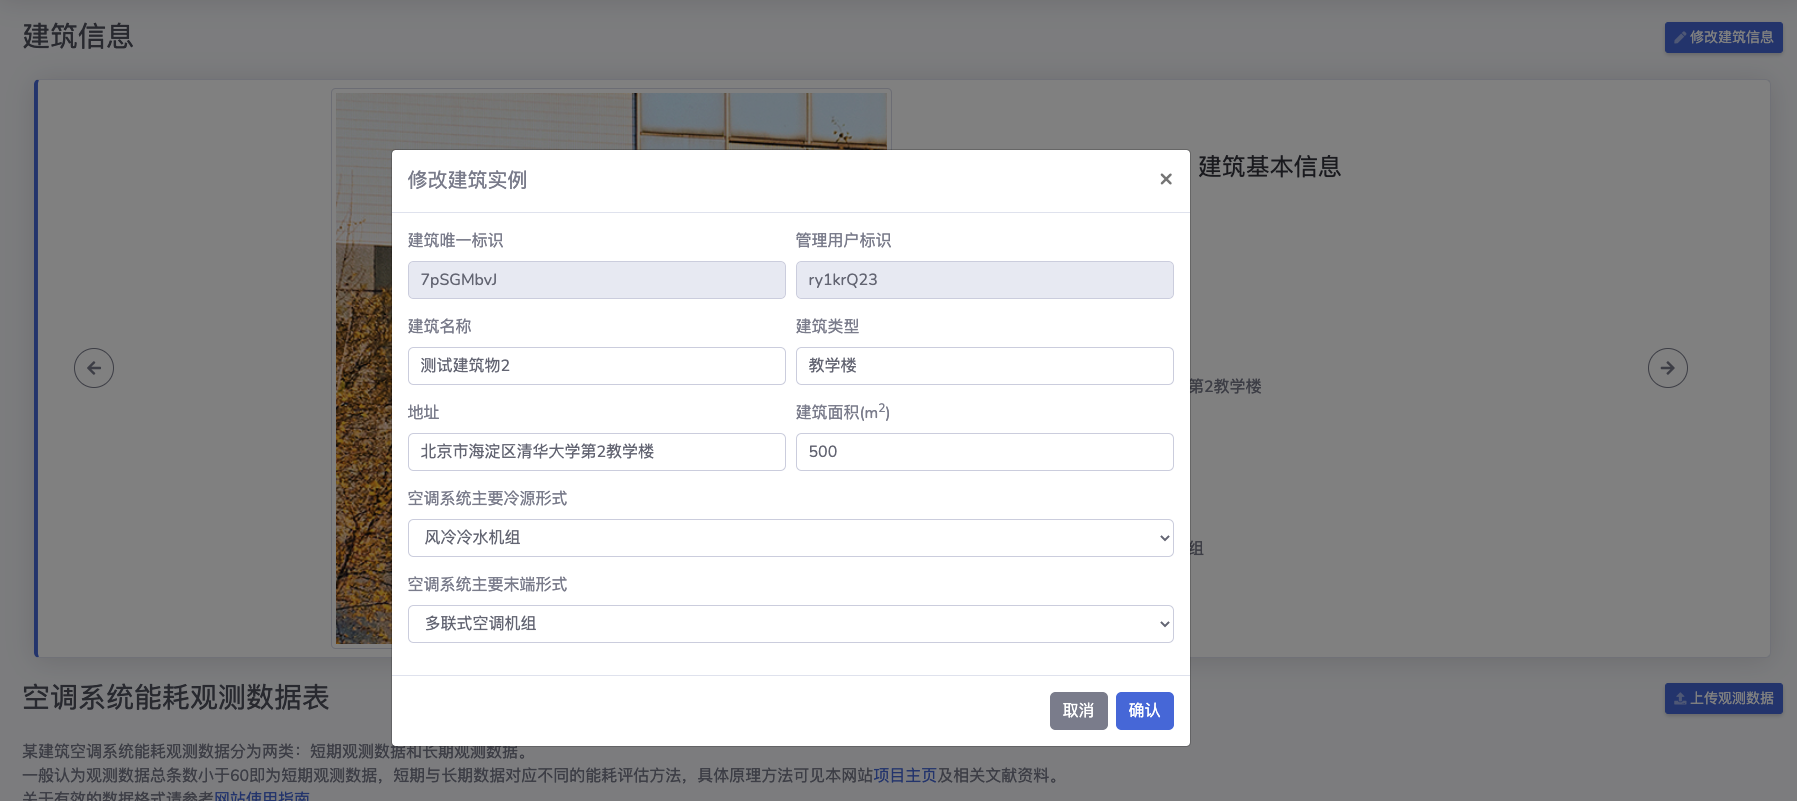 建筑信息
修改建筑信息
建筑基本信息
第2教学楼
组
修改建筑实例
×
建筑唯一标识
管理用户标识
7pSGMbvJ
ry1krQ23
建筑名称
建筑类型
测试建筑物2
教学楼
地址
建筑面积(m²)
北京市海淀区清华大学第2教学楼
500
空调系统主要冷源形式
风冷冷水机组
空调系统主要末端形式
多联式空调机组
取消
确认
空调系统能耗观测数据表
上传观测数据
某建筑空调系统能耗观测数据分为两类：短期观测数据和长期观测数据。
一般认为观测数据总条数小于60即为短期观测数据，短期与长期数据对应不同的能耗评估方法，具体原理方法可见本网站项目主页及相关文献资料。
关于有效的数据格式请参考网站使用指南